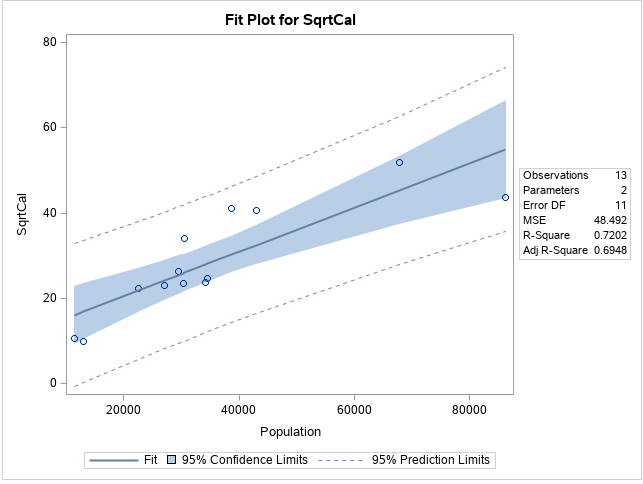 Fit Plot for SqrtCal
80
60
40
20
0
SqrtCal
20000 40000 60000 80000
Population
Observations 13
Parameters 2
Error DF 11
MSE 48.492
R-Square 0.7202
Adj R-Square 0.6948
Fit 95% Confidence Limits 95% Prediction Limits